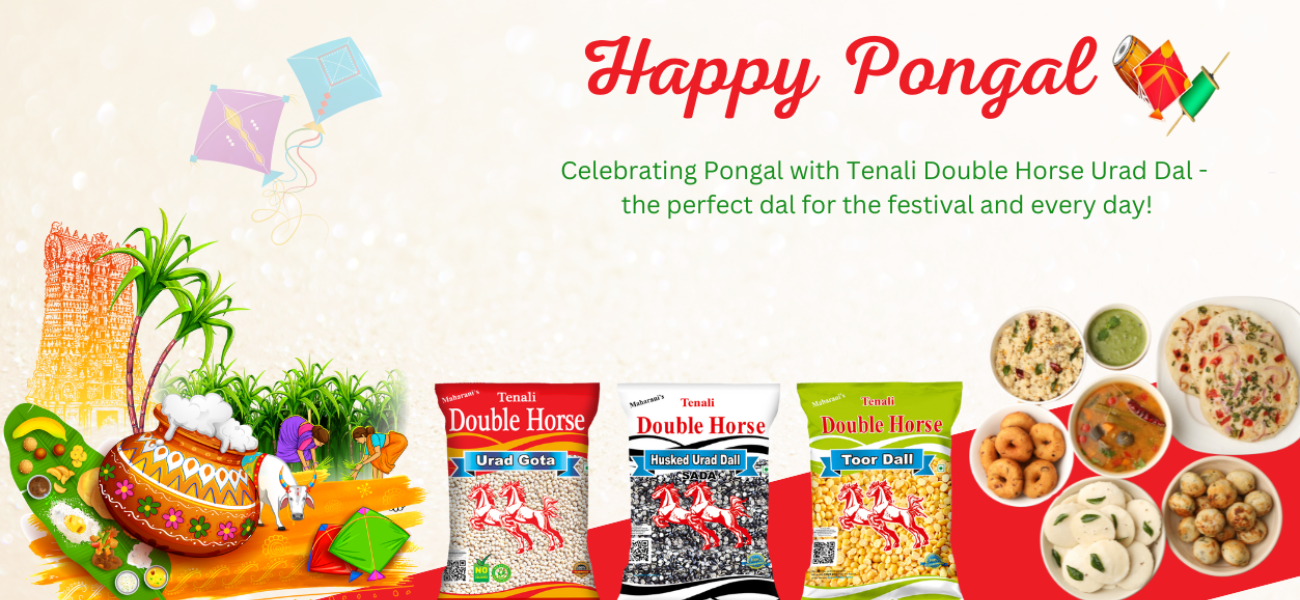 Happy Pongal
Celebrating Pongal with Tenali Double Horse Urad Dal -
the perfect dal for the festival and every day!
Maharani's
Tenali
Double Horse
Urad Gota
NO
Maharani's
Tenali
Double Horse
Husked Urad Dall
SADA
Maharani's
Tenali
Double Horse
Toor Dall